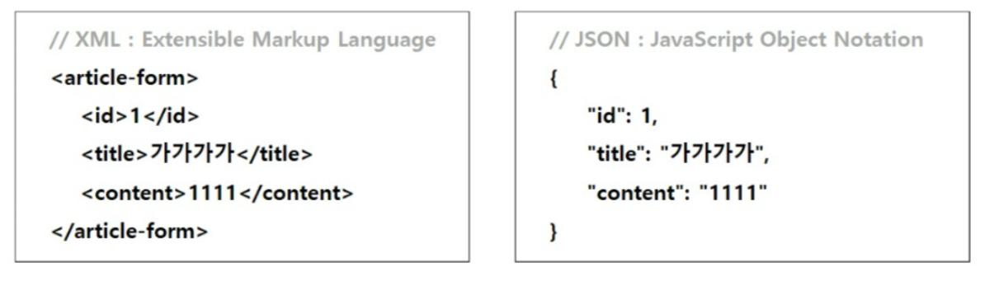 // XML : Extensible Markup Language
<article-form>
<id>1</id>
<title>가가가가</title>
<content>1111</content>
</article-form>
// JSON : JavaScript Object Notation
{
"id": 1,
"title": "가가가가",
"content": "1111"
}